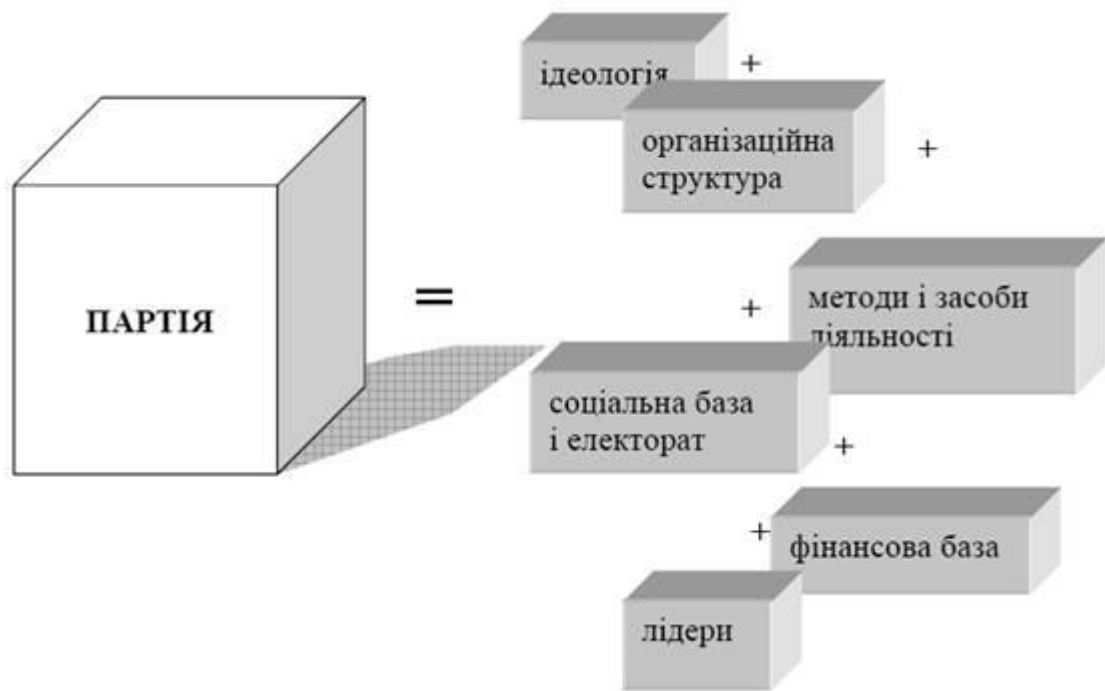 ПАРТІЯ
=
ідеологія
+
організаційна
структура
+
методи і засоби
діяльності
+
соціальна база
і електорат
+
фінансова база
+
лідери